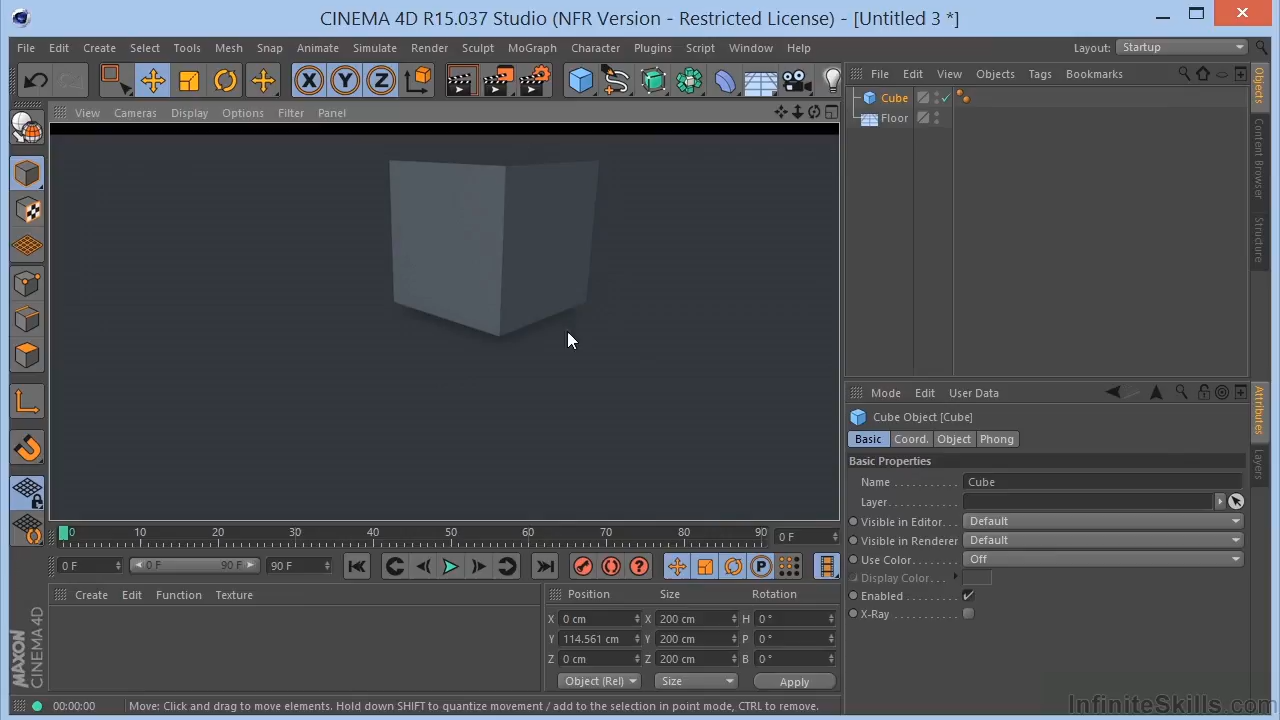 CINEMA 4D R15.037 Studio (NFR Version - Restricted License) - [Untitled 3 *]
File Edit Create Select Tools Mesh Snap Animate Simulate Render Sculpt MoGraph Character Plugins Script Window Help Layout: Startup
X Y Z
File Edit View Objects Tags Bookmarks
View Cameras Display Options Filter Panel
Cube
Floor
Objects
Content Browser
Structure
Mode Edit User Data
Cube Object [Cube]
Basic Coord. Object Phong
Basic Properties
Name Cube
Layer
Visible in Editor Default
Visible in Renderer Default
Use Color Off
Display Color
Enabled
X-Ray
Attributes
Layers
0 10 20 30 40 50 60 70 80 90 0 F
0 F 0 F 90 F 90 F
P
Create Edit Function Texture
Position Size Rotation
X 0 cm X 200 cm H 0 °
Y 114.561 cm Y 200 cm P 0 °
Z 0 cm Z 200 cm B 0 °
Object (Rel) Size Apply
MAXON
CINEMA 4D
00:00:00 Move: Click and drag to move elements. Hold down SHIFT to quantize movement / add to the selection in point mode, CTRL to remove.
InfiniteSkills.com